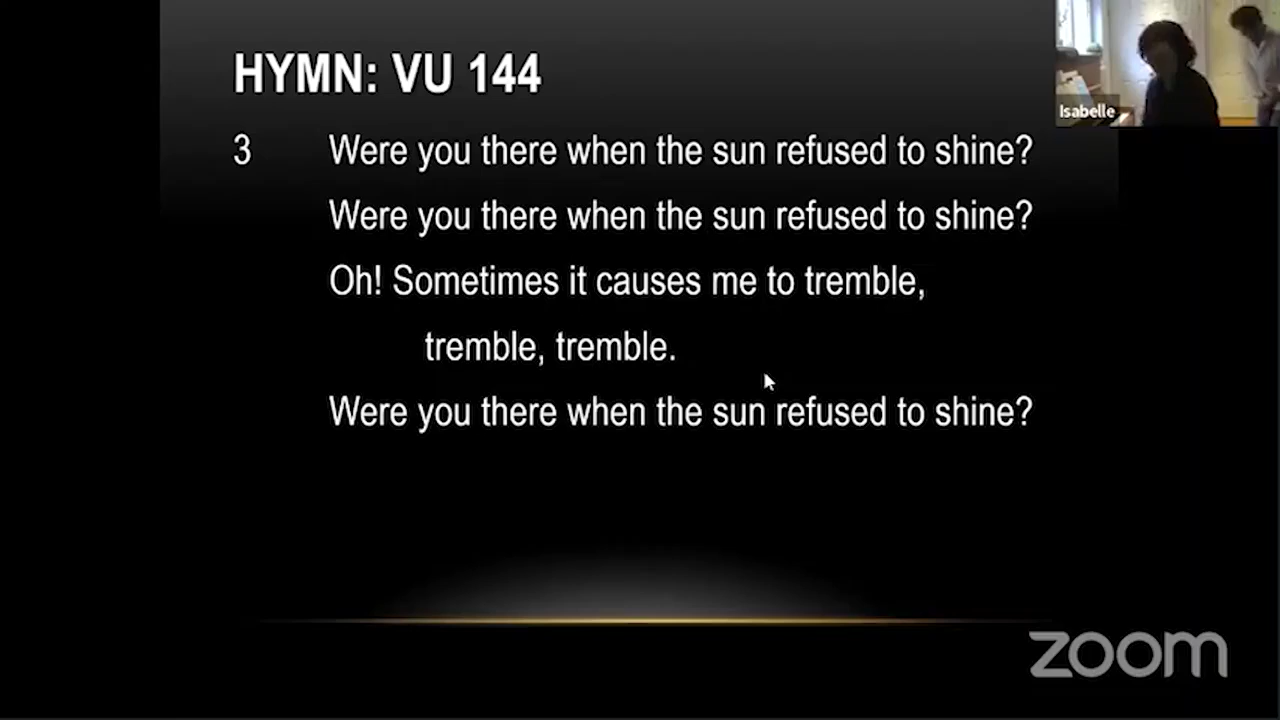 HYMN: VU 144
Isabelle
3 Were you there when the sun refused to shine?
Were you there when the sun refused to shine?
Oh! Sometimes it causes me to tremble,
tremble, tremble.
Were you there when the sun refused to shine?
zoom